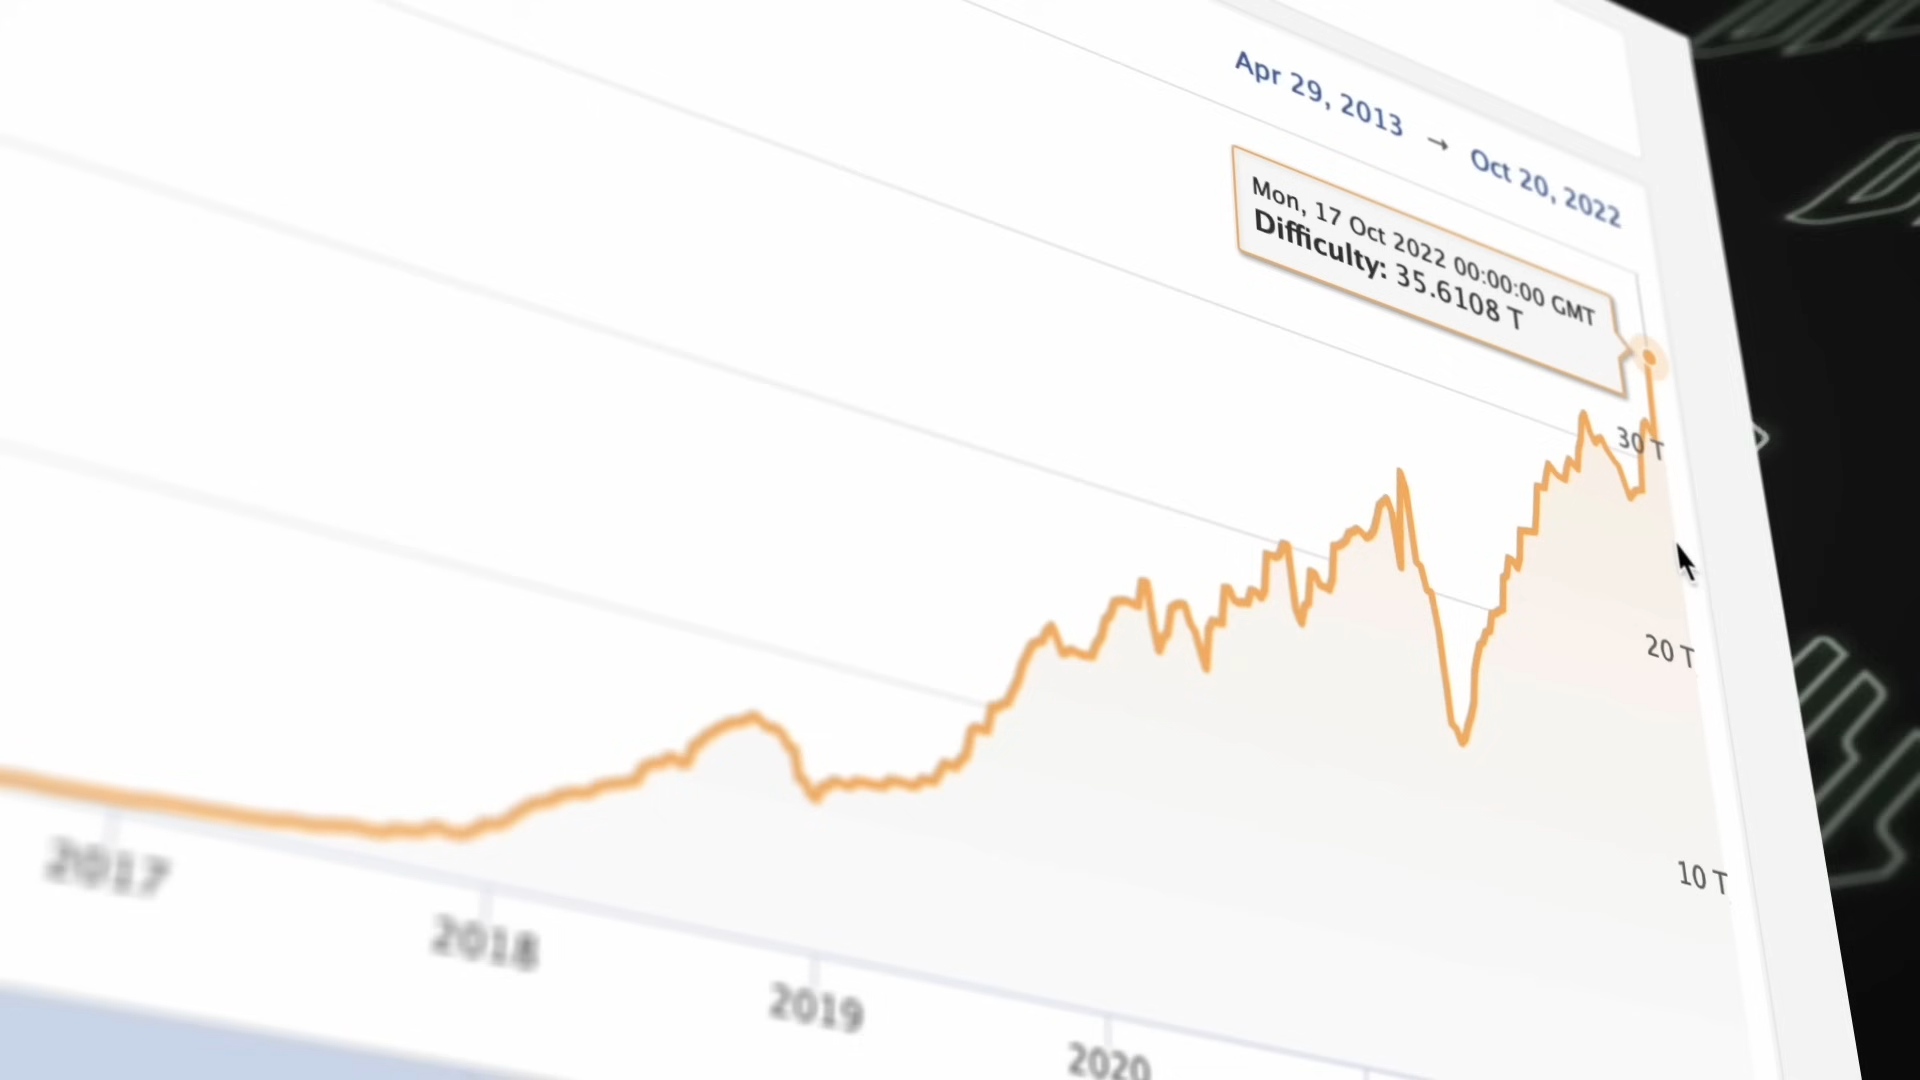 Apr 29, 2013 → Oct 20, 2022
Mon, 17 Oct 2022 00:00:00 GMT
Difficulty: 35.6108 T
30 T
20 T
10 T
2017
2018
2019
2020